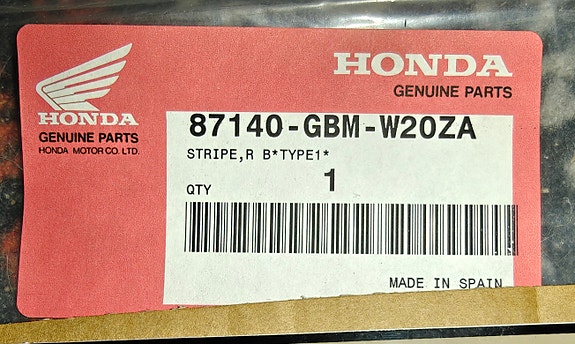 HONDA
GENUINE PARTS
HONDA MOTOR CO. LTD.
HONDA
GENUINE PARTS
87140-GBM-W20ZA
STRIPE,R B*TYPE1*
QTY 1
MADE IN SPAIN